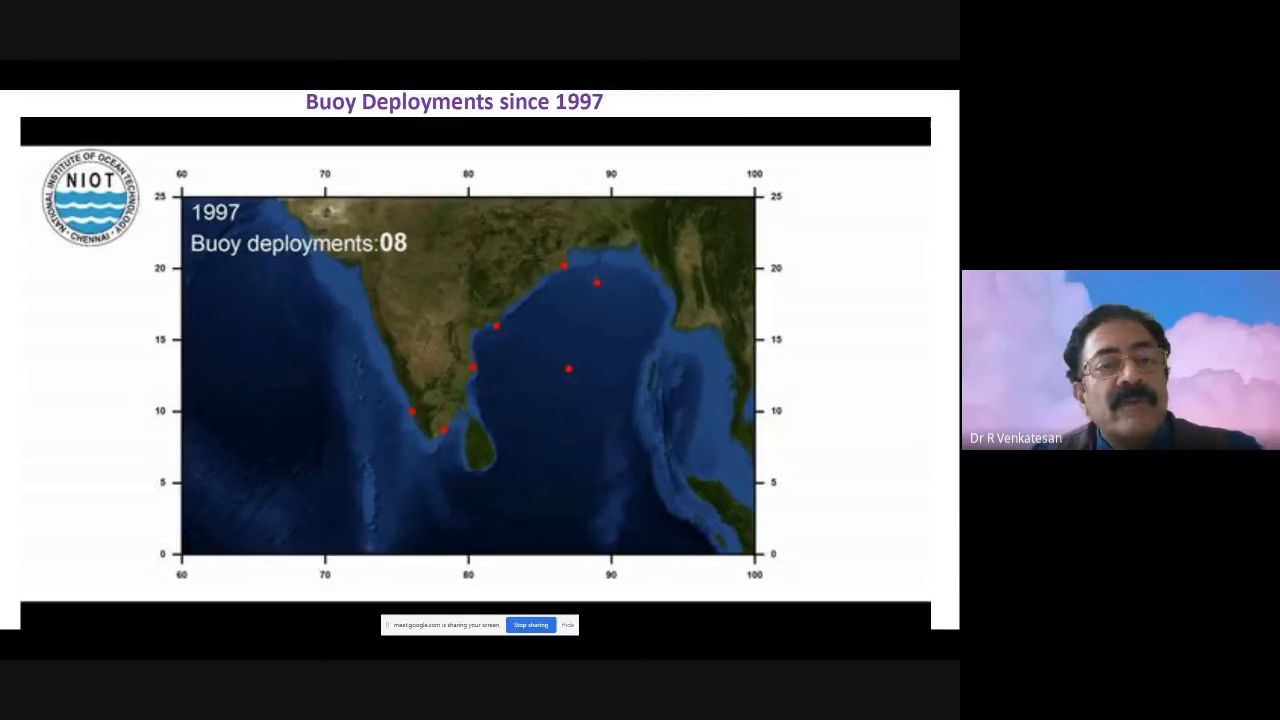 Buoy Deployments since 1997
NATIONAL INSTITUTE OF OCEAN TECHNOLOGY
NIOT
CHENNAI
60 70 80 90 100
25 25
1997
Buoy deployments:08
20 20
15 15
10 10
5 5
0 0
60 70 80 90 100
Dr R Venkatesan
meet.google.com is sharing your screen. Stop sharing Hide